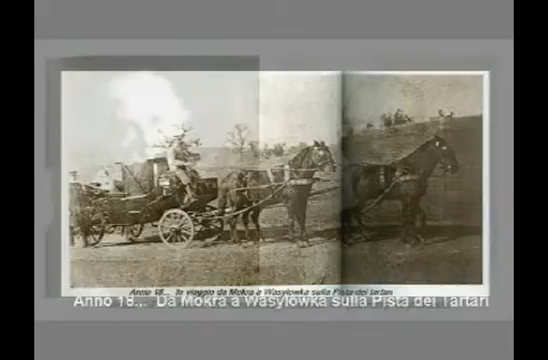 Anno 18... In viaggio da Mokra a Wasylowka sulla Pista dei tartari
Anno 18... Da Mokra a Wasylowka sulla Pista dei Tartari